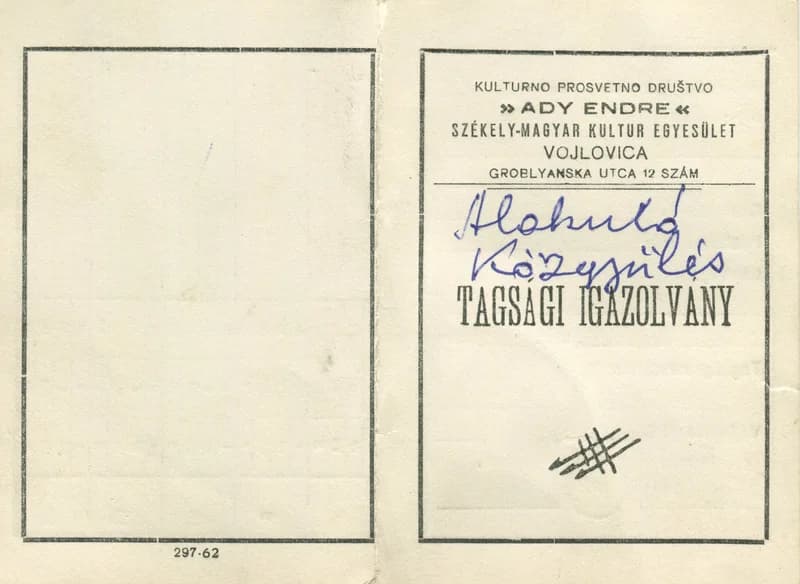 297-62
KULTURNO PROSVETNO DRUŠTVO
»ADY ENDRE«
SZÉKELY-MAGYAR KULTUR EGYESÜLET
VOJLOVICA
GROBLYANSKA UTCA 12 SZÁM
Alakuló
Közgyűlés
TAGSÁGI IGAZOLVÁNY